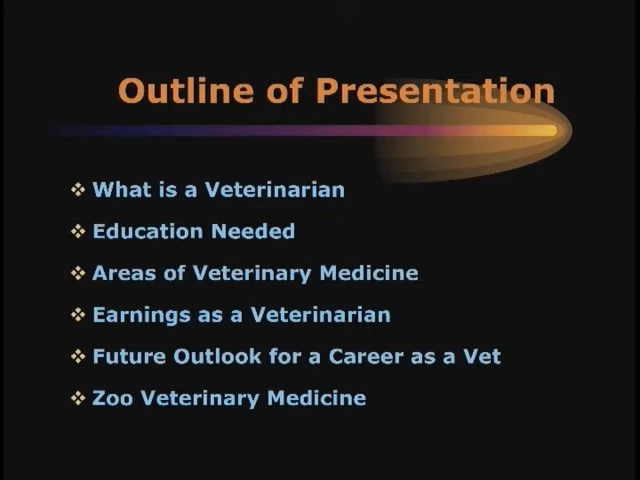 Outline of Presentation
What is a Veterinarian
Education Needed
Areas of Veterinary Medicine
Earnings as a Veterinarian
Future Outlook for a Career as a Vet
Zoo Veterinary Medicine